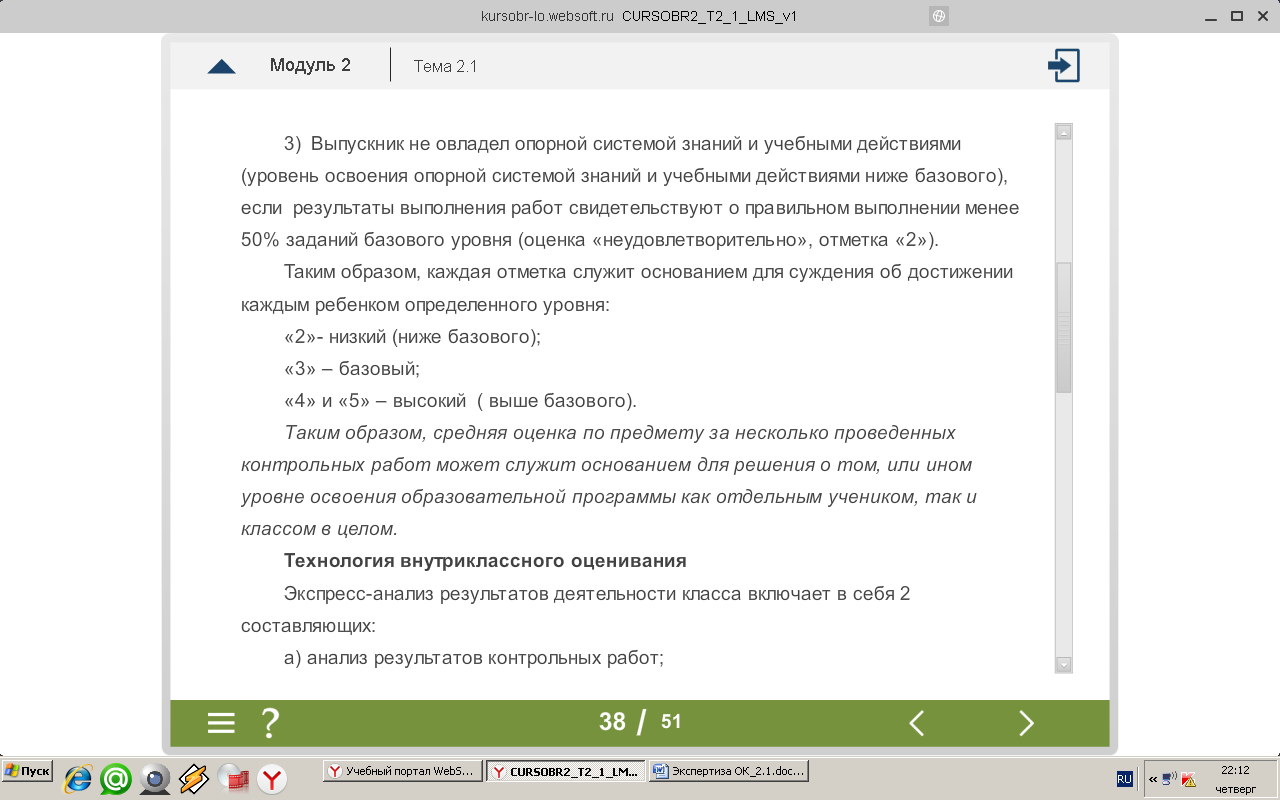 kursobr-lo.websoft.ru CURSOBR2_T2_1_LMS_v1
Модуль 2 Тема 2.1
3) Выпускник не овладел опорной системой знаний и учебными действиями
(уровень освоения опорной системой знаний и учебными действиями ниже базового),
если результаты выполнения работ свидетельствуют о правильном выполнении менее
50% заданий базового уровня (оценка «неудовлетворительно», отметка «2»).
Таким образом, каждая отметка служит основанием для суждения об достижении
каждым ребенком определенного уровня:
«2»- низкий (ниже базового);
«3» – базовый;
«4» и «5» – высокий ( выше базового).
Таким образом, средняя оценка по предмету за несколько проведенных
контрольных работ может служит основанием для решения о том, или ином
уровне освоения образовательной программы как отдельным учеником, так и
классом в целом.
Технология внутриклассного оценивания
Экспресс-анализ результатов деятельности класса включает в себя 2
составляющих:
а) анализ результатов контрольных работ;
? 38 / 51
Пуск Учебный портал WebS... CURSOBR2_T2_1_LM... Экспертиза ОК_2.1.doc... RU « 22:12
четверг